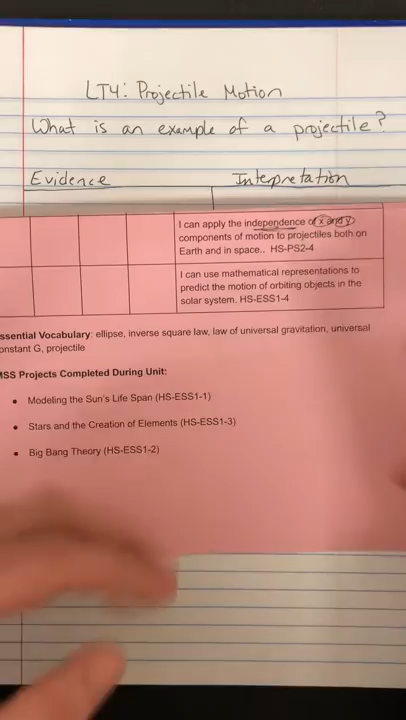 LT4: Projectile Motion
What is an example of a projectile?
Evidence
Interpretation
I can apply the independence of x and y
components of motion to projectiles both on
Earth and in space.. HS-PS2-4
I can use mathematical representations to
predict the motion of orbiting objects in the
solar system. HS-ESS1-4
ssential Vocabulary: ellipse, inverse square law, law of universal gravitation, universal
onstant G, projectile
MSS Projects Completed During Unit:
• Modeling the Sun's Life Span (HS-ESS1-1)
• Stars and the Creation of Elements (HS-ESS1-3)
• Big Bang Theory (HS-ESS1-2)